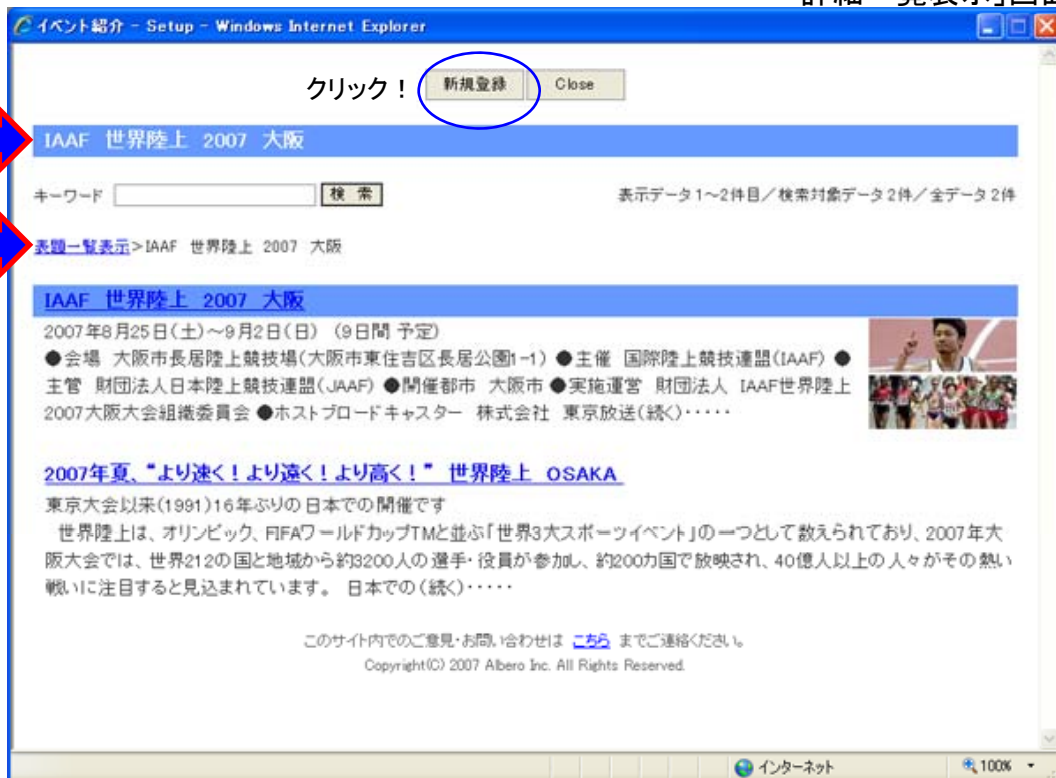 イベント紹介 - Setup - Windows Internet Explorer
クリック！ 新規登録 Close
IAAF 世界陸上 2007 大阪
キーワード 検 索 表示データ1～2件目／検索対象データ2件／全データ2件
表題一覧表示>IAAF 世界陸上 2007 大阪
IAAF 世界陸上 2007 大阪
2007年8月25日(土)～9月2日(日) (9日間 予定)
●会場 大阪市長居陸上競技場(大阪市東住吉区長居公園1-1) ●主催 国際陸上競技連盟(IAAF) ●
主管 財団法人日本陸上競技連盟(JAAF) ●開催都市 大阪市 ●実施運営 財団法人 IAAF世界陸上
2007大阪大会組織委員会 ●ホストブロードキャスター 株式会社 東京放送(続く)・・・・・
2007年夏、“より速く！より遠く！より高く！” 世界陸上 OSAKA
東京大会以来(1991)16年ぶりの日本での開催です
世界陸上は、オリンピック、FIFAワールドカップTMと並ぶ「世界3大スポーツイベント」の一つとして数えられており、2007年大
阪大会では、世界212の国と地域から約3200人の選手・役員が参加し、約200カ国で放映され、40億人以上の人々がその熱い
戦いに注目すると見込まれています。 日本での(続く)・・・・・
このサイト内でのご意見・お問い合わせは こちら までご連絡ください。
Copyright(C) 2007 Albero Inc. All Rights Reserved.
インターネット 100%